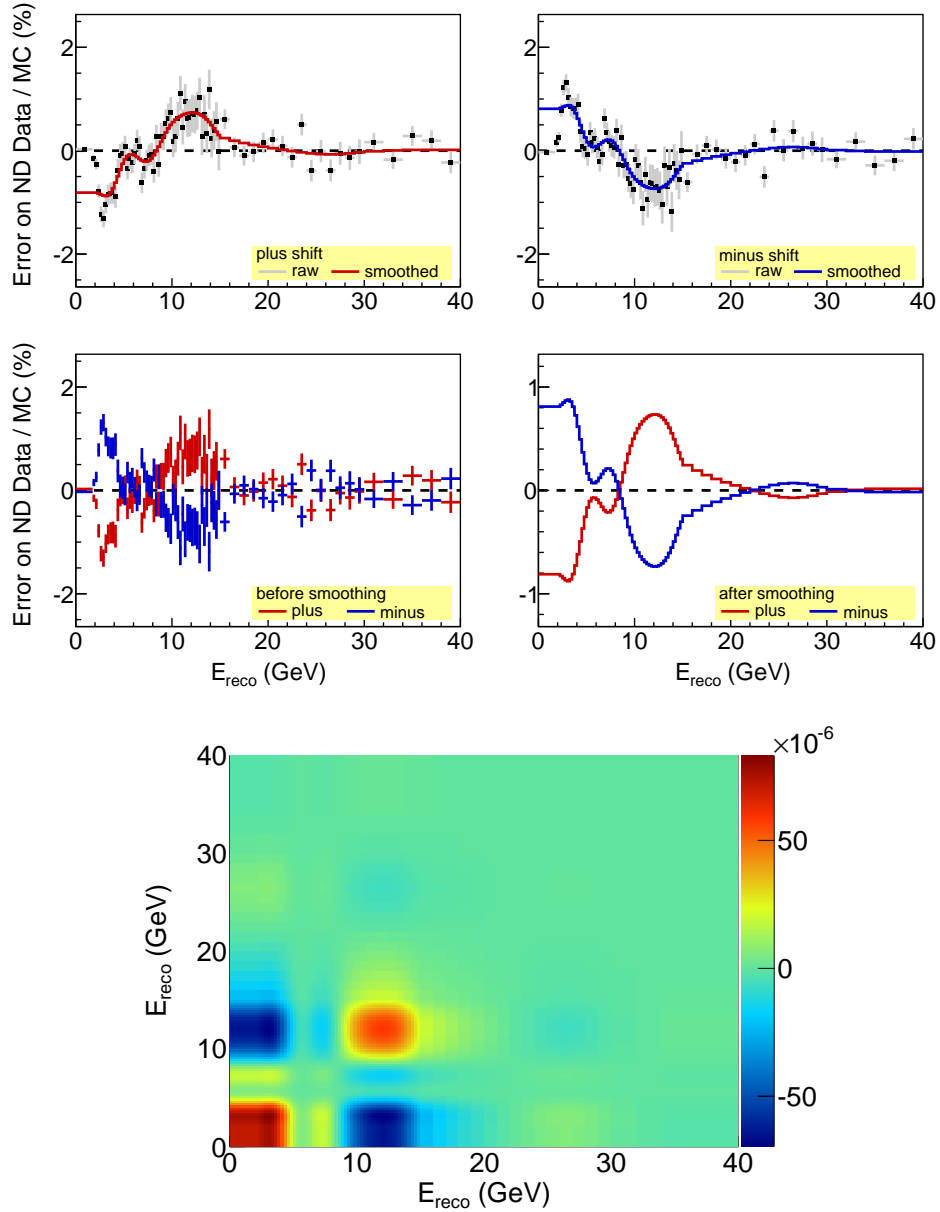 Error on ND Data / MC (%)
2
0
-2
plus shift
raw smoothed
0 10 20 30 40
2
0
-2
minus shift
raw smoothed
0 10 20 30 40
Error on ND Data / MC (%)
2
0
-2
before smoothing
plus minus
0 10 20 30 40
E_reco (GeV)
1
0
-1
after smoothing
plus minus
0 10 20 30 40
E_reco (GeV)
×10^-6
40
30
20
10
0
E_reco (GeV)
0 10 20 30 40
E_reco (GeV)
50
0
-50